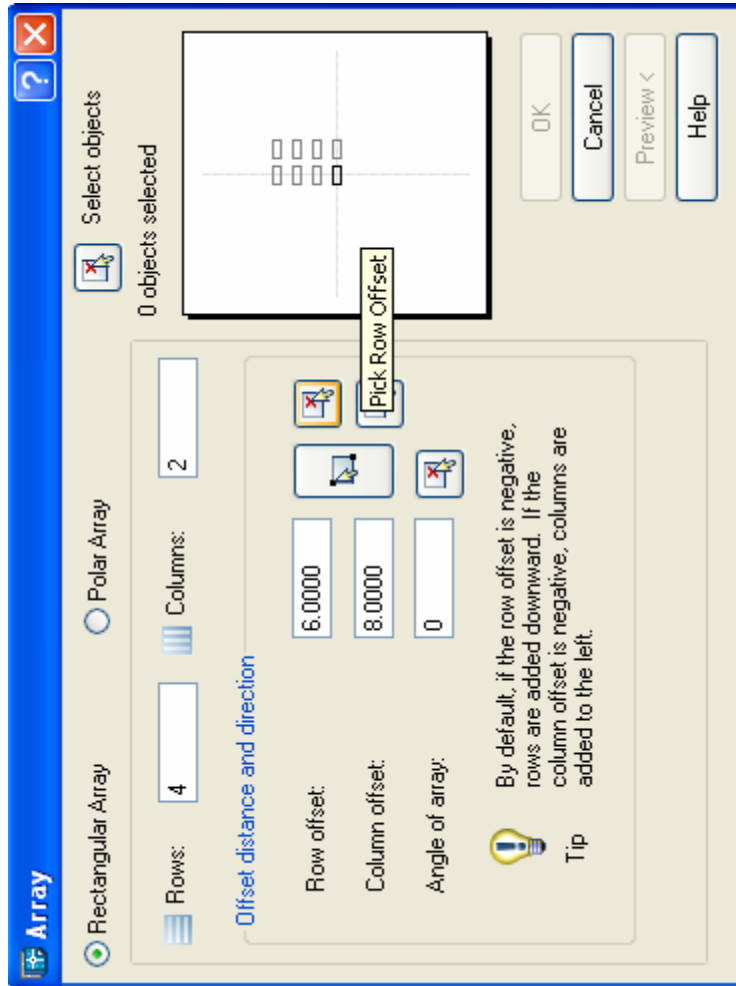 Array
?
Rectangular Array
Polar Array
Select objects
0 objects selected
Rows:
4
Columns:
2
Offset distance and direction
Row offset:
6.0000
Column offset:
8.0000
Pick Row Offset
Angle of array:
0
Tip
By default, if the row offset is negative,
rows are added downward. If the
column offset is negative, columns are
added to the left.
OK
Cancel
Preview <
Help